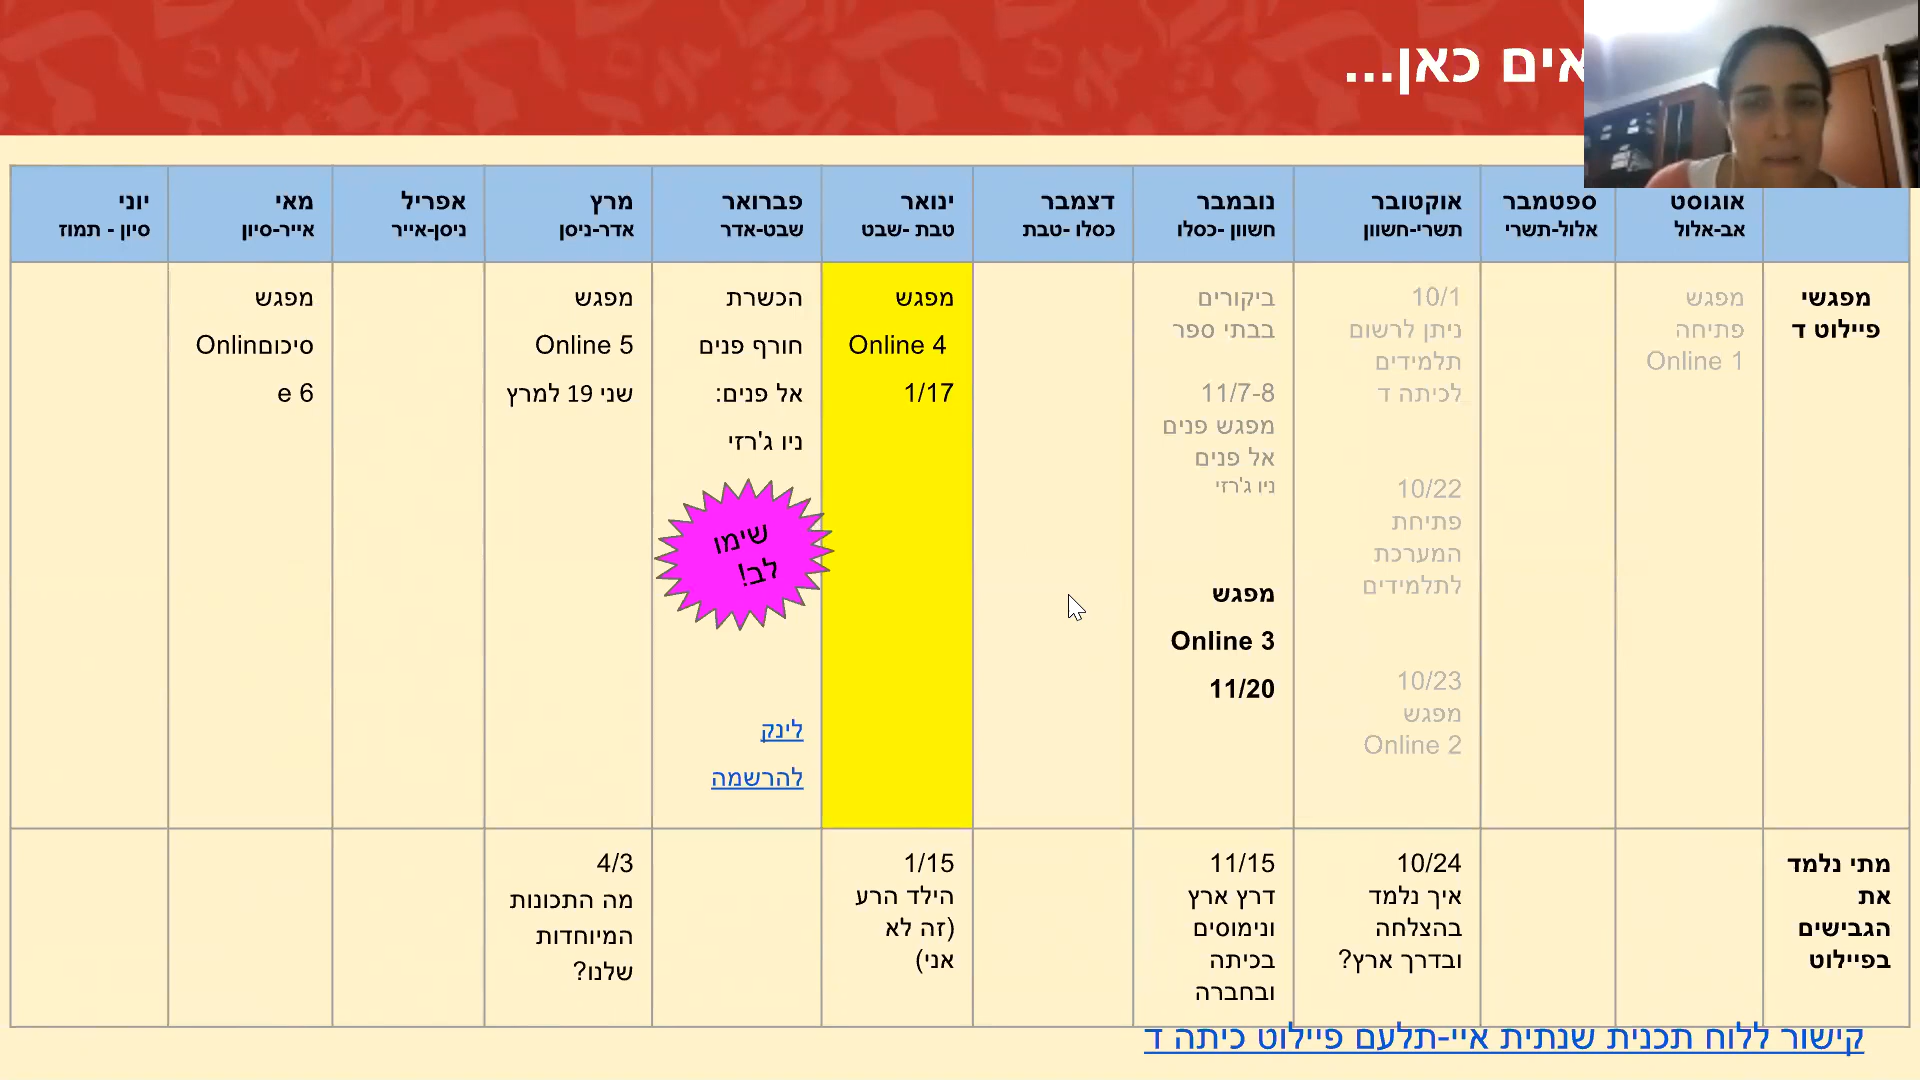 אים כאן...
אוגוסט
אב-אלול
ספטמבר
אלול-תשרי
אוקטובר
תשרי-חשוון
נובמבר
חשוון -כסלו
דצמבר
כסלו -טבת
ינואר
טבת -שבט
פברואר
שבט-אדר
מרץ
אדר-ניסן
אפריל
ניסן-אייר
מאי
אייר-סיון
יוני
סיון - תמוז
מפגשי
פיילוט ד
מפגש
פתיחה
Online 1
10/1
ניתן לרשום
תלמידים
לכיתה ד
10/22
פתיחת
המערכת
לתלמידים
10/23
מפגש
Online 2
ביקורים
בבתי ספר
11/7-8
מפגש פנים
אל פנים
ניו ג'רזי
מפגש
Online 3
11/20
מפגש
Online 4
1/17
הכשרת
חורף פנים
אל פנים:
ניו ג'רזי
שימו
לב!
לינק
להרשמה
מפגש
Online 5
שני 19 למרץ
מפגש
סיכוםOnlin
e 6
מתי נלמד
את
הגבישים
בפיילוט
10/24
איך נלמד
בהצלחה
ובדרך ארץ?
11/15
דרץ ארץ
ונימוסים
בכיתה
ובחברה
1/15
הילד הרע
(זה לא
אני)
4/3
מה התכונות
המיוחדות
שלנו?
קישור ללוח תכנית שנתית איי-תלעם פיילוט כיתה ד